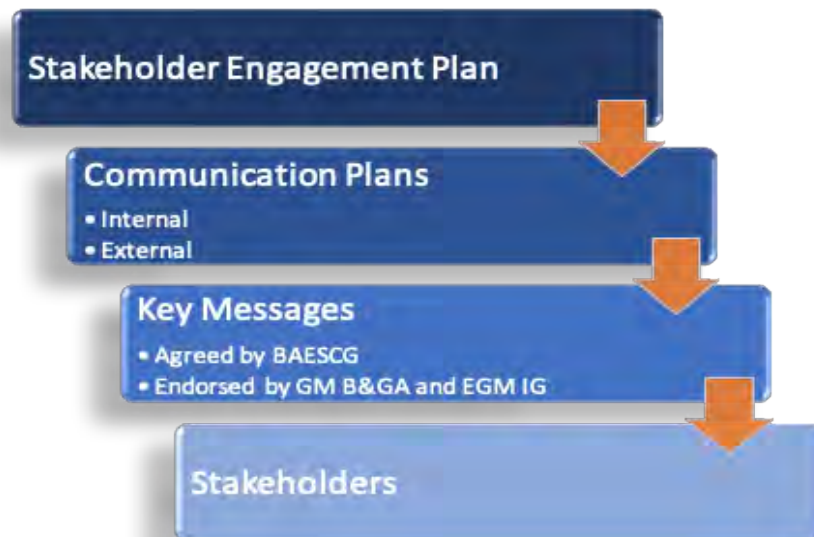 Stakeholder Engagement Plan
Communication Plans
• Internal
• External
Key Messages
• Agreed by BAESCG
• Endorsed by GM B&GA and EGM IG
Stakeholders